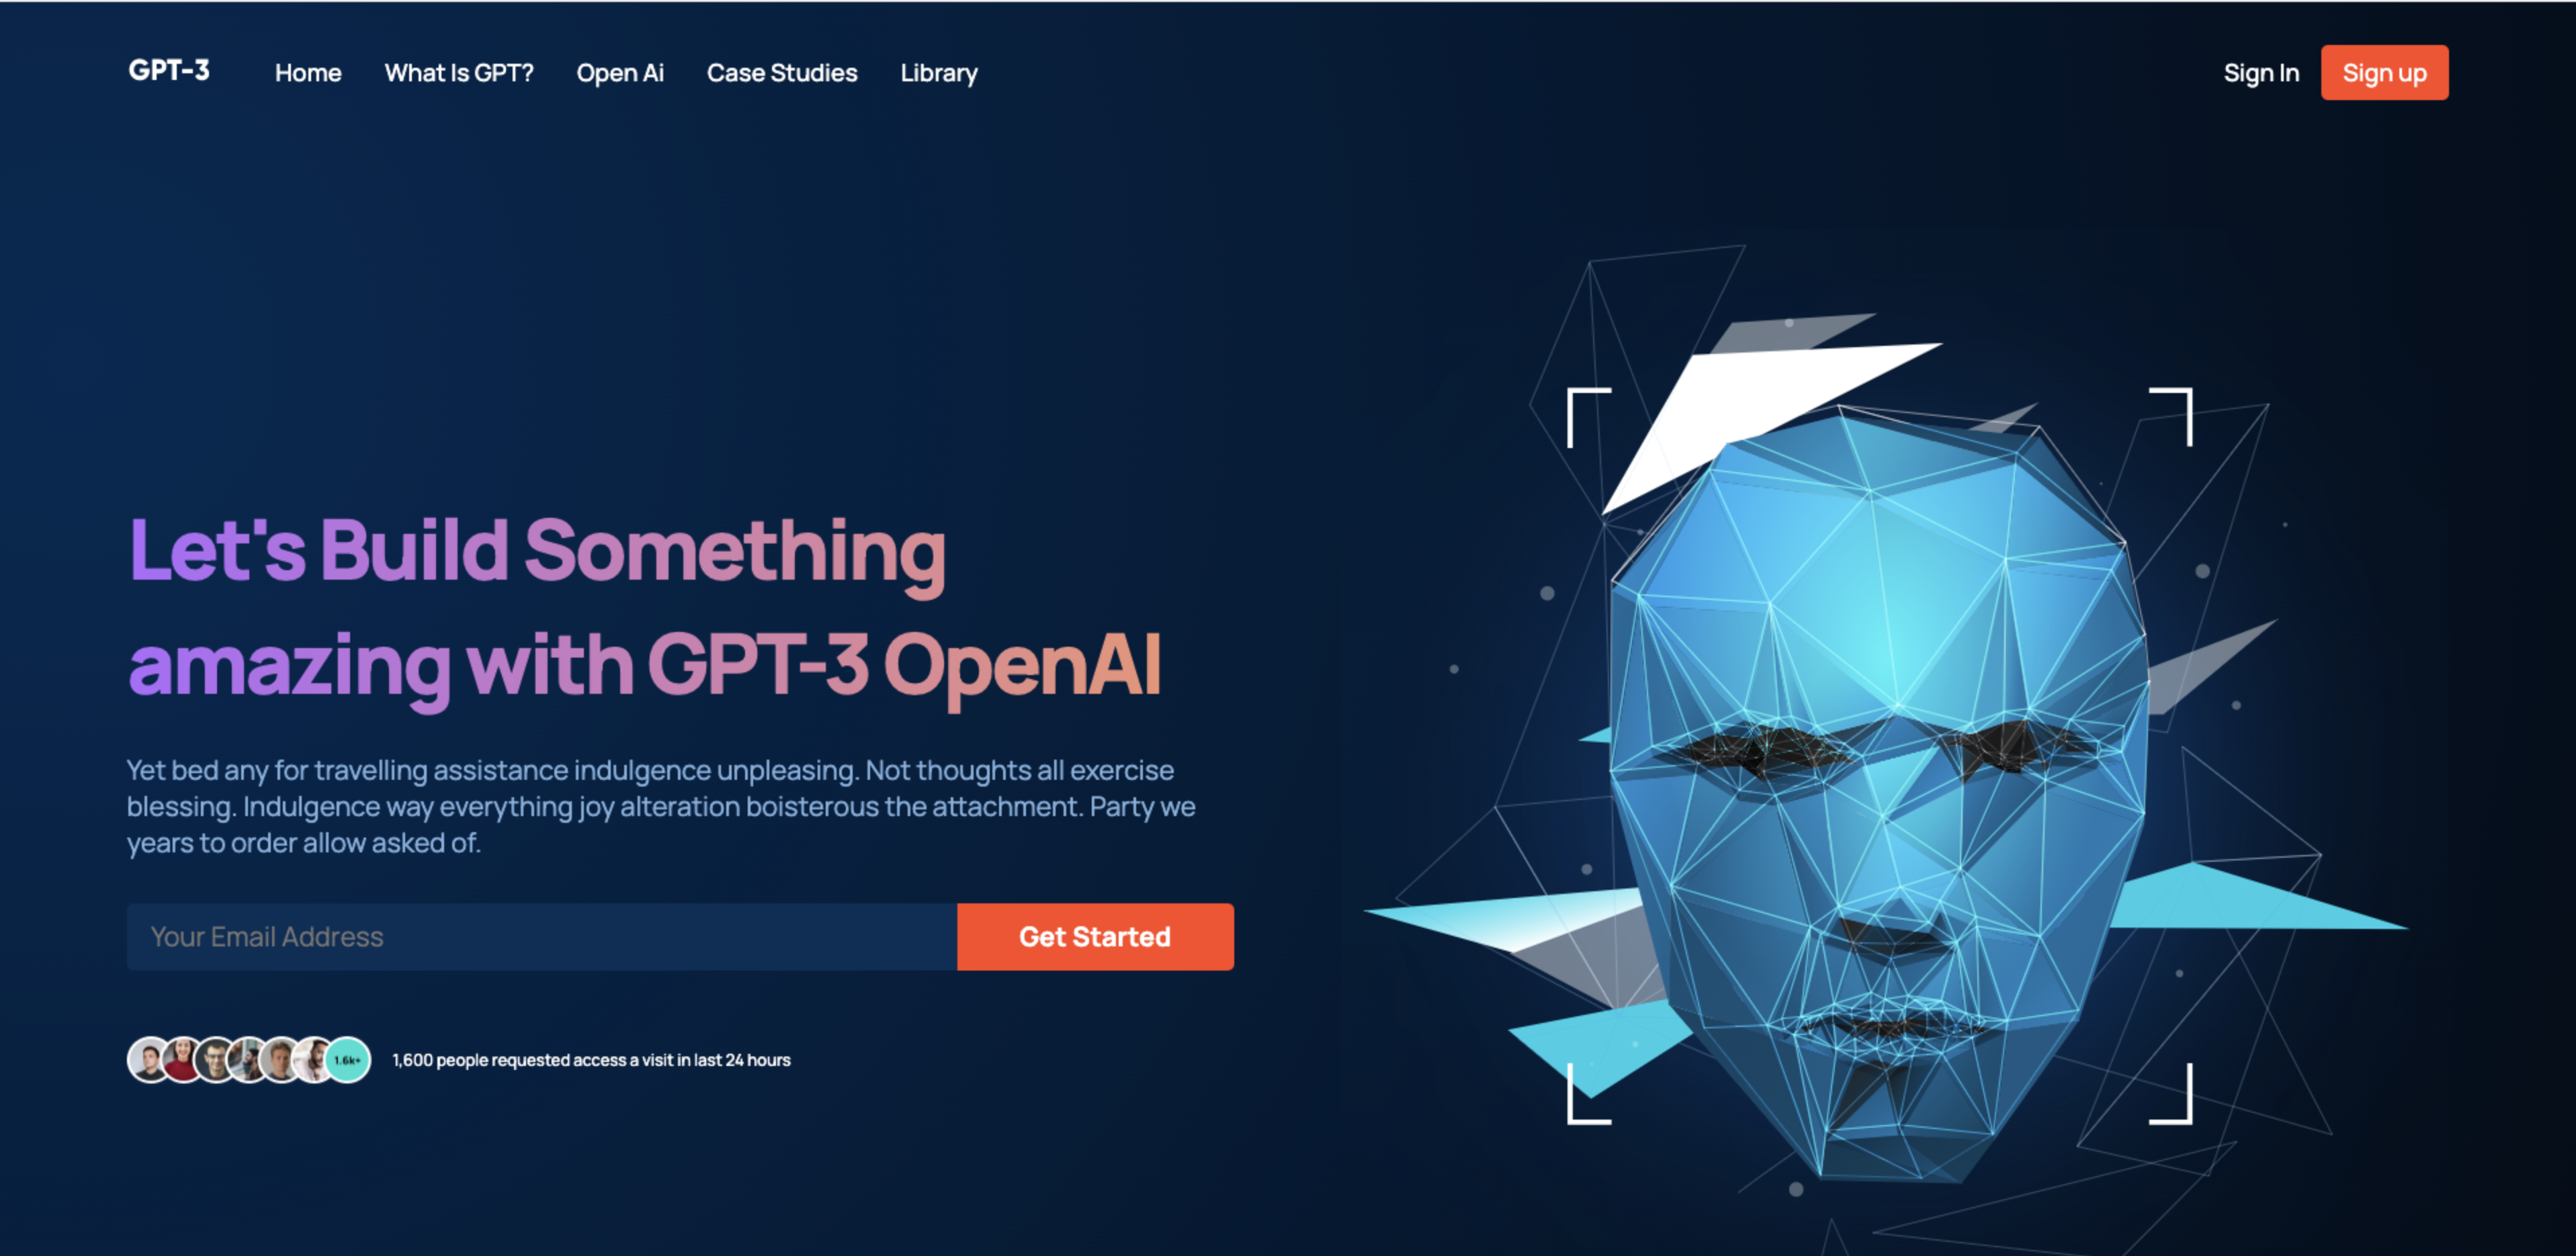 GPT-3
Home
What Is GPT?
Open Ai
Case Studies
Library
Sign In
Sign up
Let's Build Something
amazing with GPT-3 OpenAI
Yet bed any for travelling assistance indulgence unpleasing. Not thoughts all exercise
blessing. Indulgence way everything joy alteration boisterous the attachment. Party we
years to order allow asked of.
Your Email Address
Get Started
1.6k+
1,600 people requested access a visit in last 24 hours